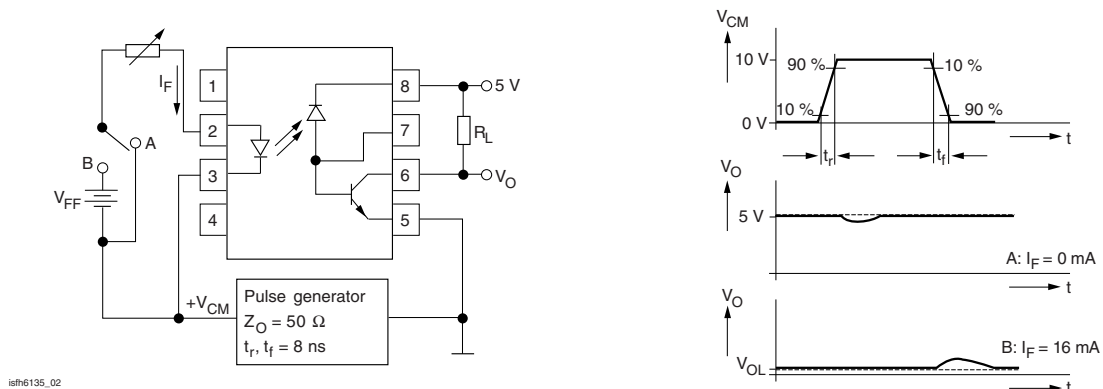 I_F
1
2
3
4
8
7
6
5
5 V
R_L
V_O
A
B
V_FF
+V_CM
Pulse generator
Z_O = 50 Ω
t_r, t_f = 8 ns
isfh6135_02
V_CM
10 V
90 %
10 %
10 %
90 %
0 V
t
t_r
t_f
V_O
5 V
A: I_F = 0 mA
t
V_O
B: I_F = 16 mA
V_OL
t